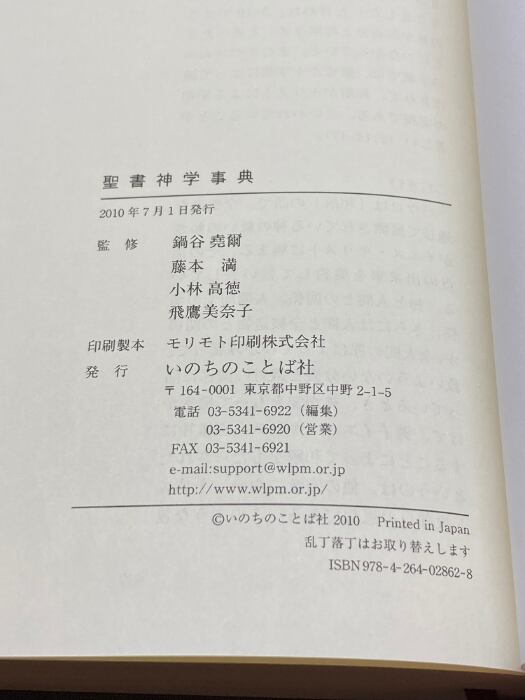 聖書神学事典
2010年7月1日発行
監修 鍋谷堯爾
藤本 満
小林高徳
飛鷹美奈子
印刷製本 モリモト印刷株式会社
発行 いのちのことば社
〒164-0001 東京都中野区中野2-1-5
電話 03-5341-6922（編集）
03-5341-6920（営業）
FAX 03-5341-6921
e-mail:support@wlpm.or.jp
http://www.wlpm.or.jp/
©いのちのことば社 2010 Printed in Japan
乱丁落丁はお取り替えします
ISBN978-4-264-02862-8